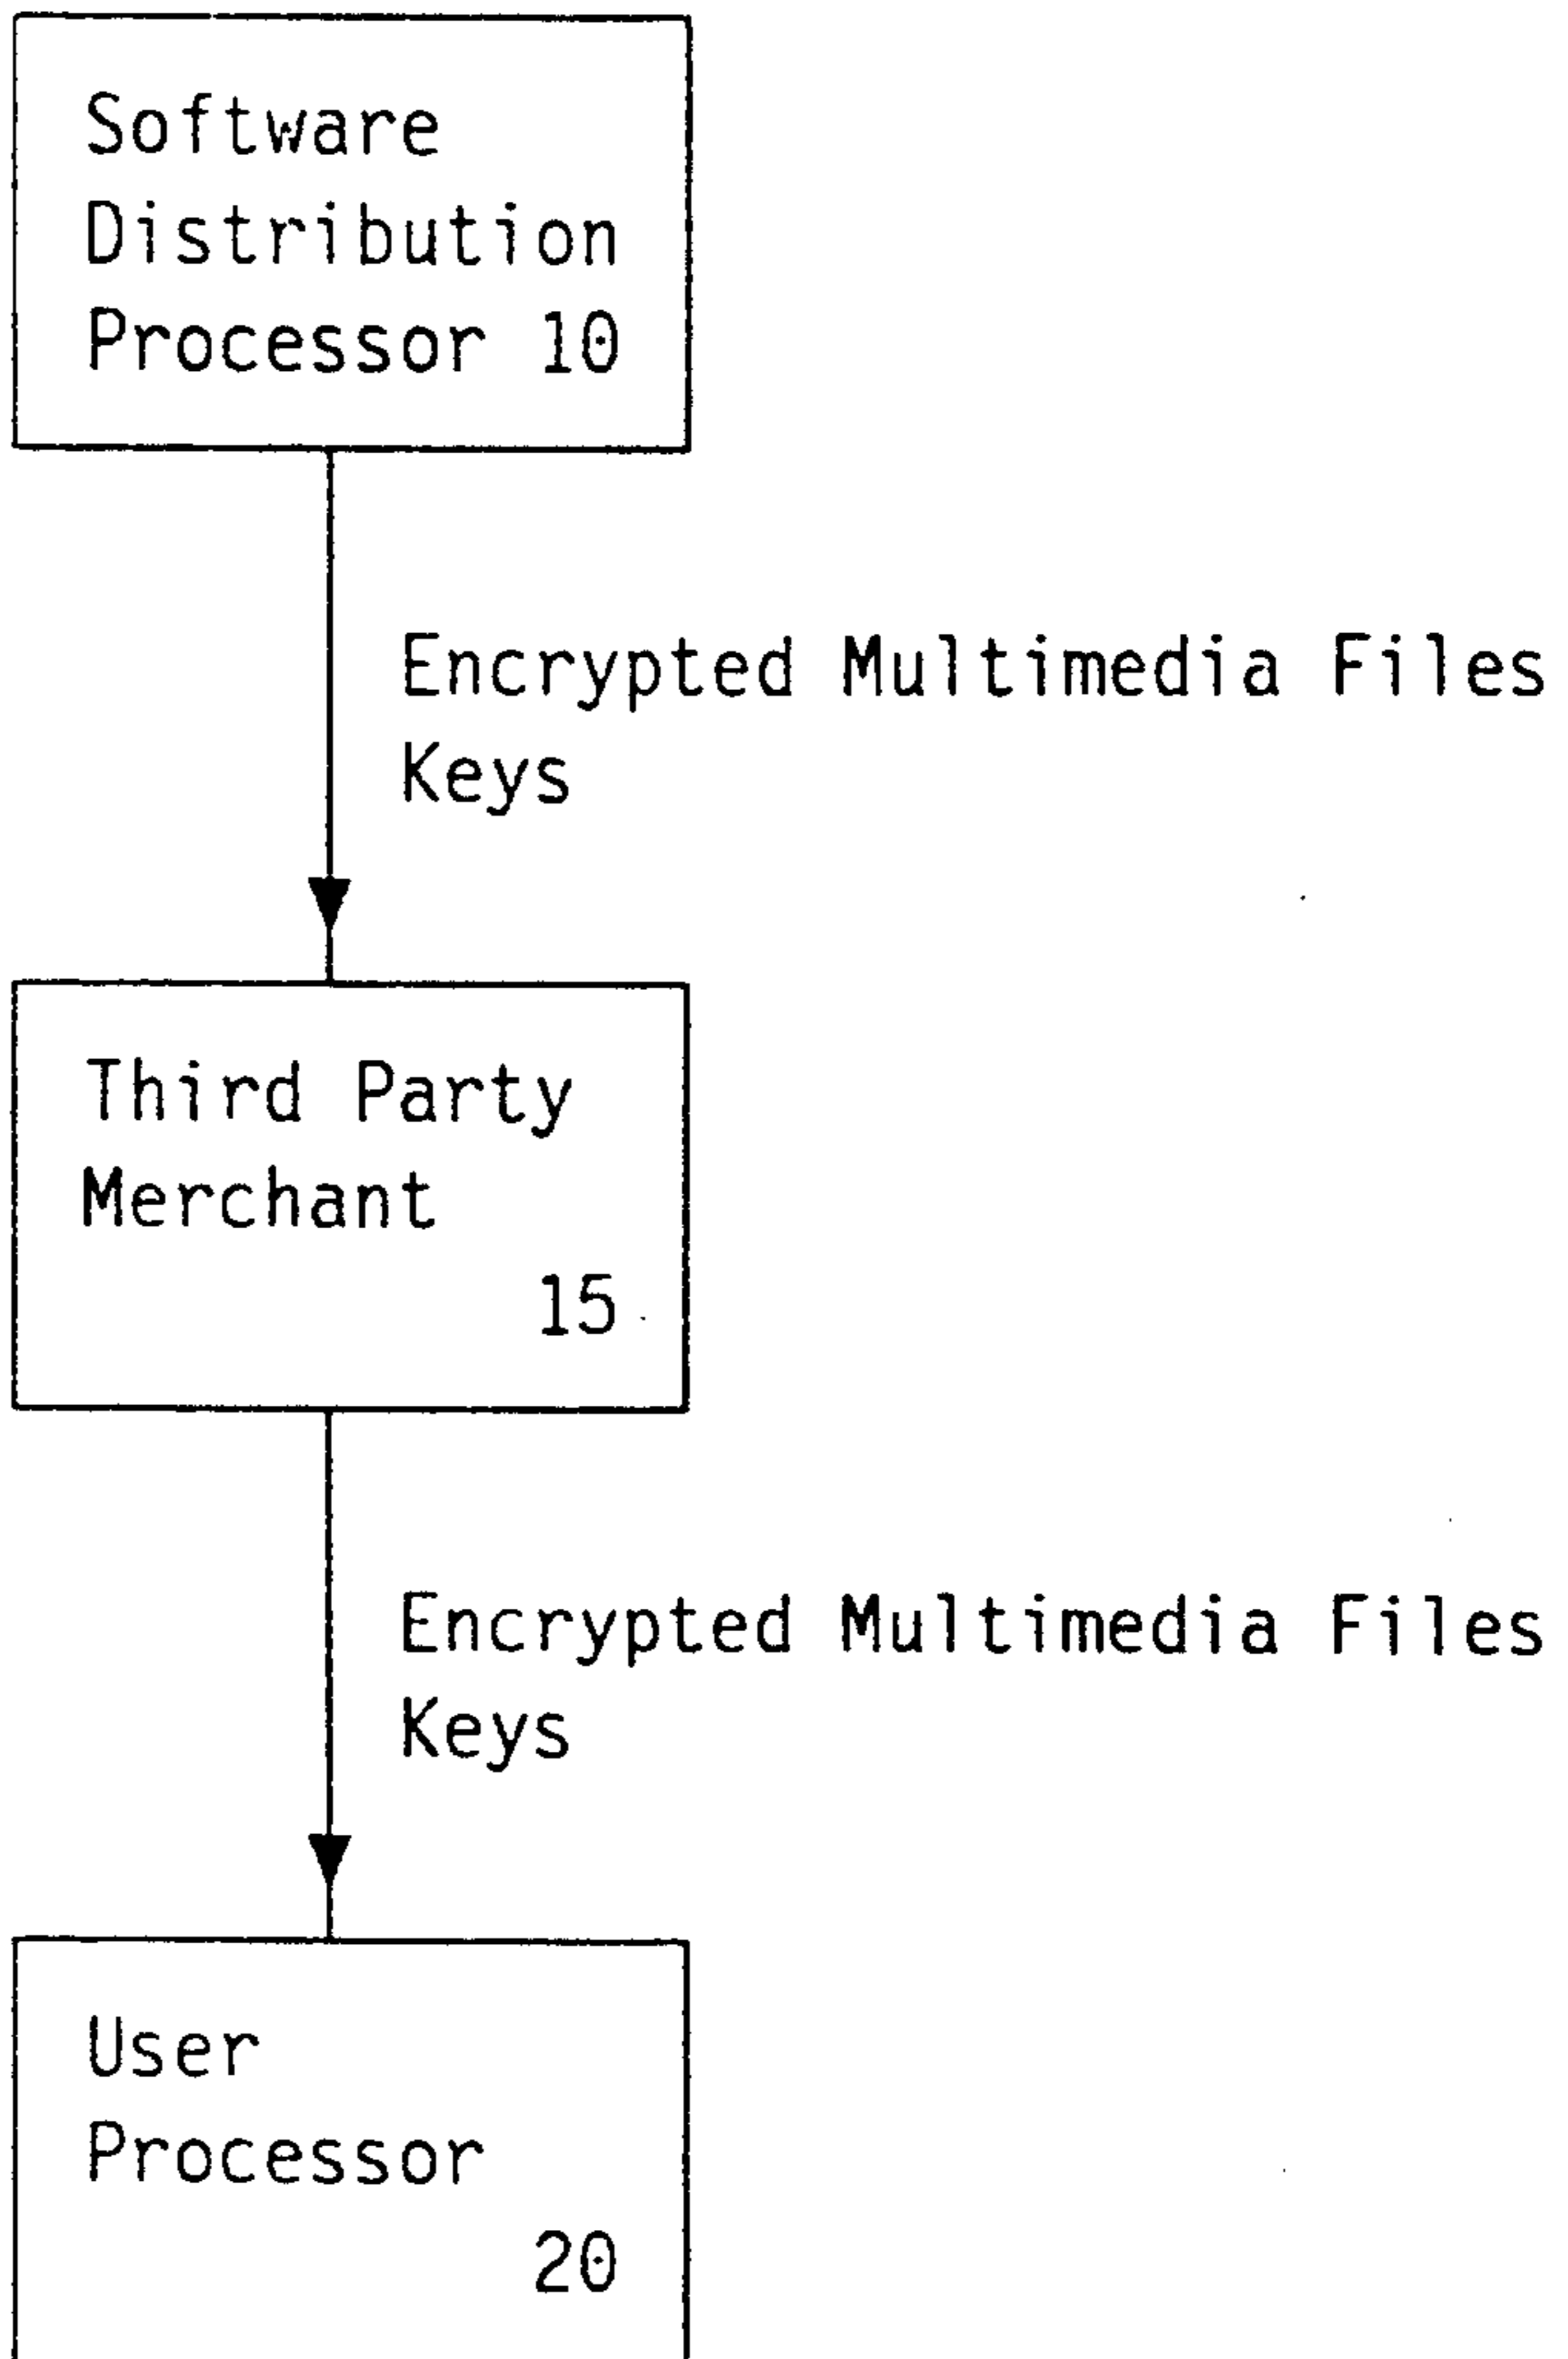 Software
Distribution
Processor 10
Encrypted Multimedia Files
Keys
Third Party
Merchant
15
Encrypted Multimedia Files
Keys
User
Processor
20